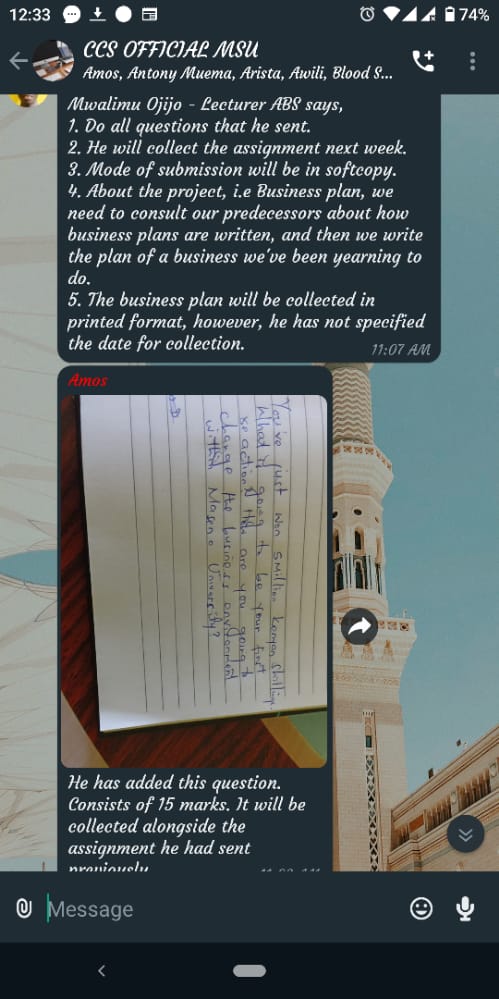 12:33
74%
CCS OFFICIAL MSU
Amos, Antony Muema, Arista, Awili, Blood S...
Mwalimu Ojijo - Lecturer ABS says,
1. Do all questions that he sent.
2. He will collect the assignment next week.
3. Mode of submission will be in softcopy.
4. About the project, i.e Business plan, we
need to consult our predecessors about how
business plans are written, and then we write
the plan of a business we've been yearning to
do.
5. The business plan will be collected in
printed format, however, he has not specified
the date for collection.
11:07 AM
Amos
You've just won 5million kenyan shillings.
What is going to be your first
reaction? How are you going to
change the business environment
within Maseno University?
He has added this question.
Consists of 15 marks. It will be
collected alongside the
assignment he had sent
previously
Message